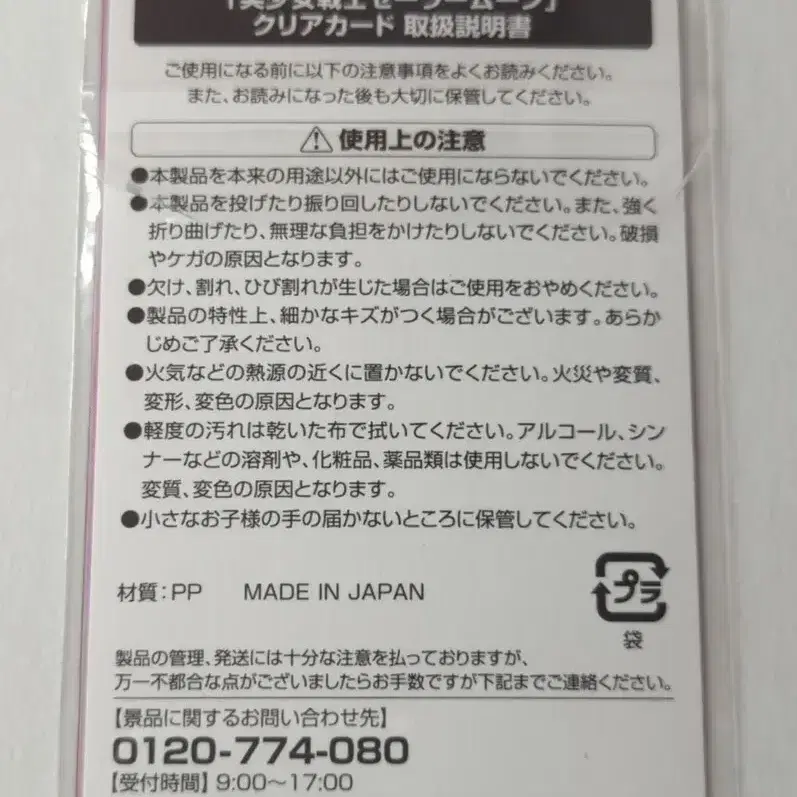 「美少女戦士セーラームーン」
クリアカード 取扱説明書
ご使用になる前に以下の注意事項をよくお読みください。
また、お読みになった後も大切に保管してください。
使用上の注意
●本製品を本来の用途以外にはご使用にならないでください。
●本製品を投げたり振り回したりしないでください。また、強く
折り曲げたり、無理な負担をかけたりしないでください。破損
やケガの原因となります。
●欠け、割れ、ひび割れが生じた場合はご使用をおやめください。
●製品の特性上、細かなキズがつく場合がございます。あらか
じめご了承ください。
●火気などの熱源の近くに置かないでください。火災や変質、
変形、変色の原因となります。
●軽度の汚れは乾いた布で拭いてください。アルコール、シン
ナーなどの溶剤や、化粧品、薬品類は使用しないでください。
変質、変色の原因となります。
●小さなお子様の手の届かないところに保管してください。
材質：PP MADE IN JAPAN
プラ
袋
製品の管理、発送には十分な注意を払っておりますが、
万一不都合な点がございましたらお手数ですが下記までご連絡ください。
【景品に関するお問い合わせ先】
0120-774-080
【受付時間】9:00〜17:00